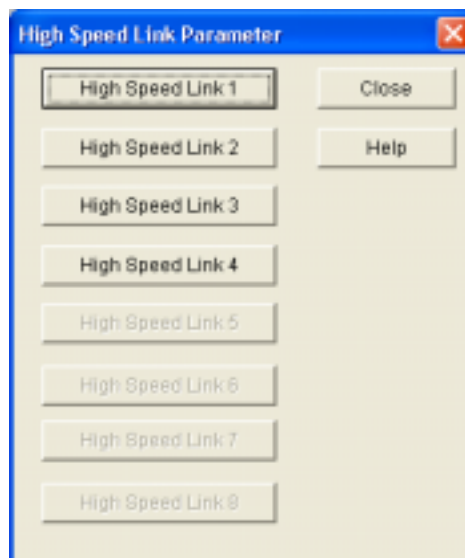 High Speed Link Parameter
High Speed Link 1
Close
High Speed Link 2
Help
High Speed Link 3
High Speed Link 4
High Speed Link 5
High Speed Link 6
High Speed Link 7
High Speed Link 8